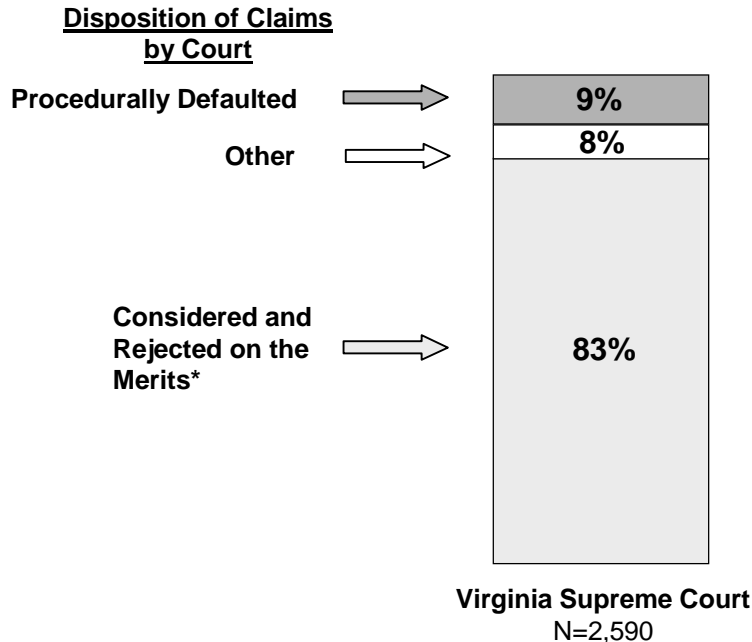 Disposition of Claims
by Court
Procedurally Defaulted
9%
Other
8%
Considered and
Rejected on the
Merits*
83%
Virginia Supreme Court
N=2,590